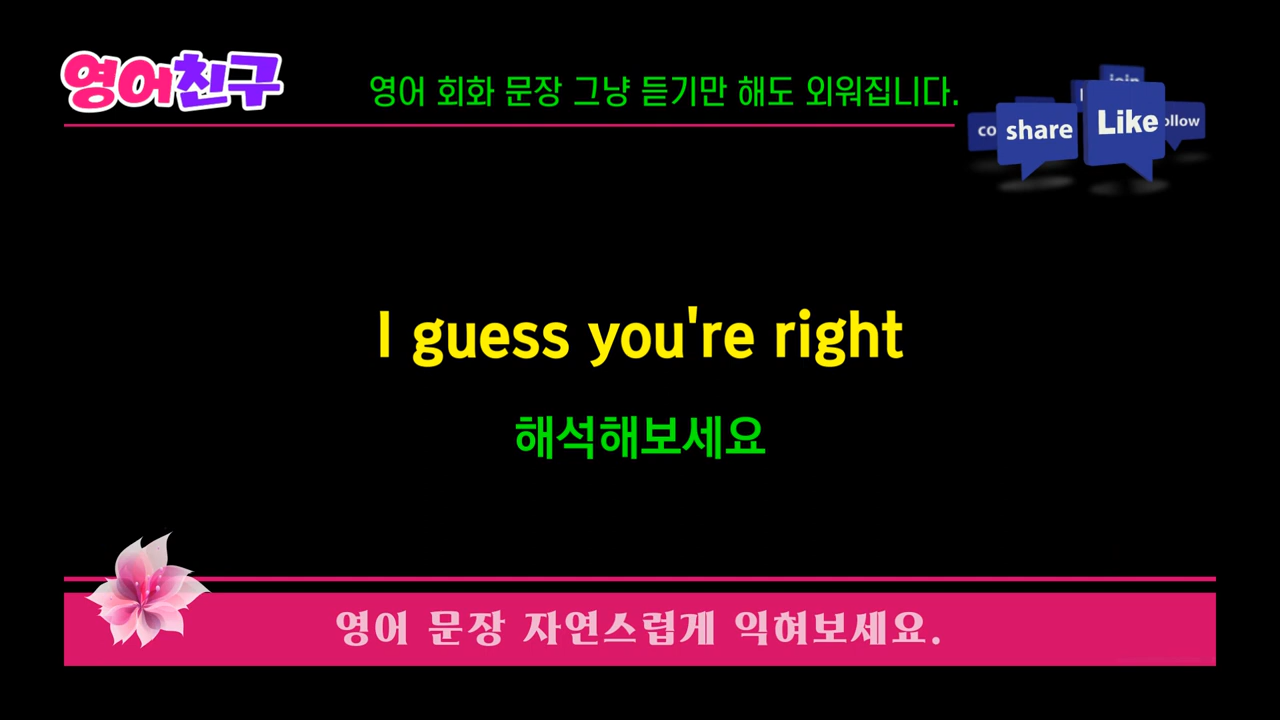 영어친구
영어 회화 문장 그냥 듣기만 해도 외워집니다.
join
share
Like
I guess you're right
해석해보세요
영어 문장 자연스럽게 익혀보세요.